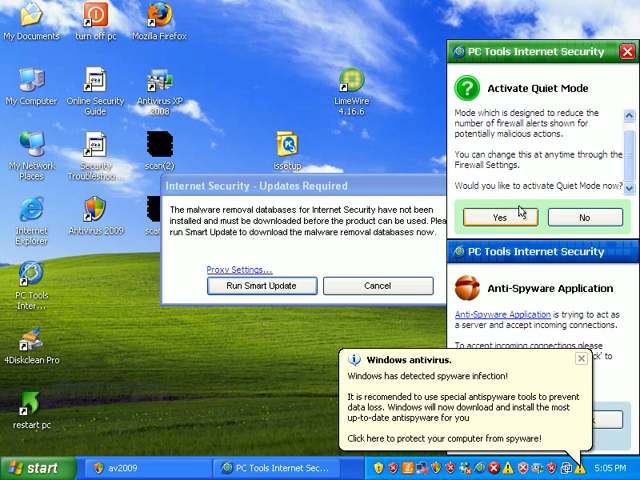 My Documents
turn off pc
Mozilla Firefox
My Computer
Online Security
Guide
Antivirus XP
2008
LimeWire
4.16.6
My Network
Places
Security
Troubleshoo...
scan(2)
issetup
Internet
Explorer
Antivirus 2009
PC Tools
Inter...
4Diskclean Pro
restart pc
Internet Security - Updates Required
The malware removal databases for Internet Security have not been
installed and must be downloaded before the product can be used. Plea
run Smart Update to download the malware removal databases now.
Proxy Settings...
Run Smart Update
Cancel
PC Tools Internet Security
Activate Quiet Mode
Mode which is designed to reduce the
number of firewall alerts shown for
potentially malicious actions.
You can change this at anytime through the
Firewall Settings.
Would you like to activate Quiet Mode now?
Yes
No
PC Tools Internet Security
Anti-Spyware Application
Anti-Spyware Application is trying to act as
a server and accept incoming connections.
To accept incoming connections please
ck' to
Windows antivirus.
Windows has detected spyware infection!
It is recomended to use special antispyware tools to prevent
data loss. Windows will now download and install the most
up-to-date antispyware for you
Click here to protect your computer from spyware!
start
av2009
PC Tools Internet Sec...
5:05 PM